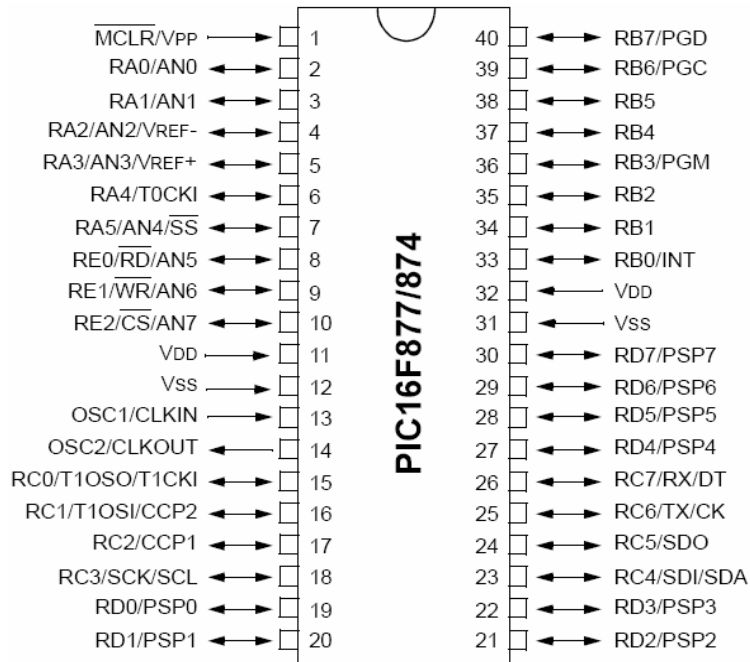 MCLR/VPP 1 40 RB7/PGD
RA0/AN0 2 39 RB6/PGC
RA1/AN1 3 38 RB5
RA2/AN2/VREF- 4 37 RB4
RA3/AN3/VREF+ 5 36 RB3/PGM
RA4/T0CKI 6 35 RB2
RA5/AN4/SS 7 34 RB1
RE0/RD/AN5 8 33 RB0/INT
RE1/WR/AN6 9 32 VDD
RE2/CS/AN7 10 31 VSS
VDD 11 30 RD7/PSP7
VSS 12 29 RD6/PSP6
OSC1/CLKIN 13 28 RD5/PSP5
OSC2/CLKOUT 14 27 RD4/PSP4
RC0/T1OSO/T1CKI 15 26 RC7/RX/DT
RC1/T1OSI/CCP2 16 25 RC6/TX/CK
RC2/CCP1 17 24 RC5/SDO
RC3/SCK/SCL 18 23 RC4/SDI/SDA
RD0/PSP0 19 22 RD3/PSP3
RD1/PSP1 20 21 RD2/PSP2
PIC16F877/874